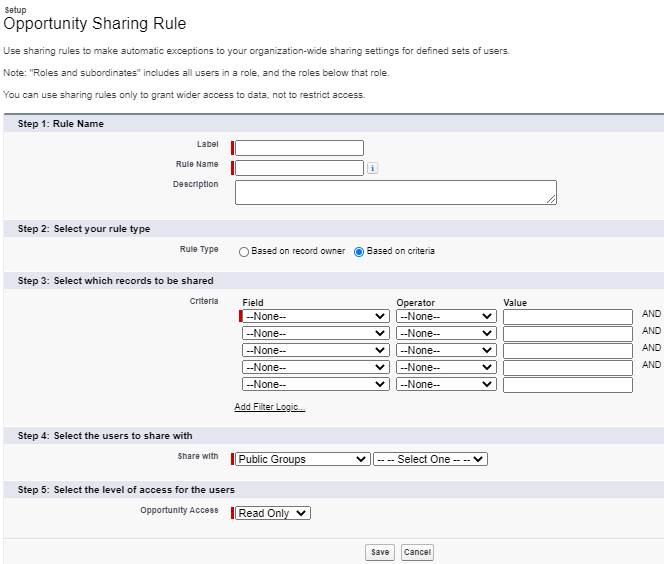 Setup
Opportunity Sharing Rule
Use sharing rules to make automatic exceptions to your organization-wide sharing settings for defined sets of users.
Note: "Roles and subordinates" includes all users in a role, and the roles below that role.
You can use sharing rules only to grant wider access to data, not to restrict access.
Step 1: Rule Name
Label
Rule Name i
Description
Step 2: Select your rule type
Rule Type Based on record owner Based on criteria
Step 3: Select which records to be shared
Criteria Field Operator Value
--None-- --None-- AND
--None-- --None-- AND
--None-- --None-- AND
--None-- --None-- AND
--None-- --None--
Add Filter Logic...
Step 4: Select the users to share with
Share with Public Groups -- -- Select One -- --
Step 5: Select the level of access for the users
Opportunity Access Read Only
Save Cancel